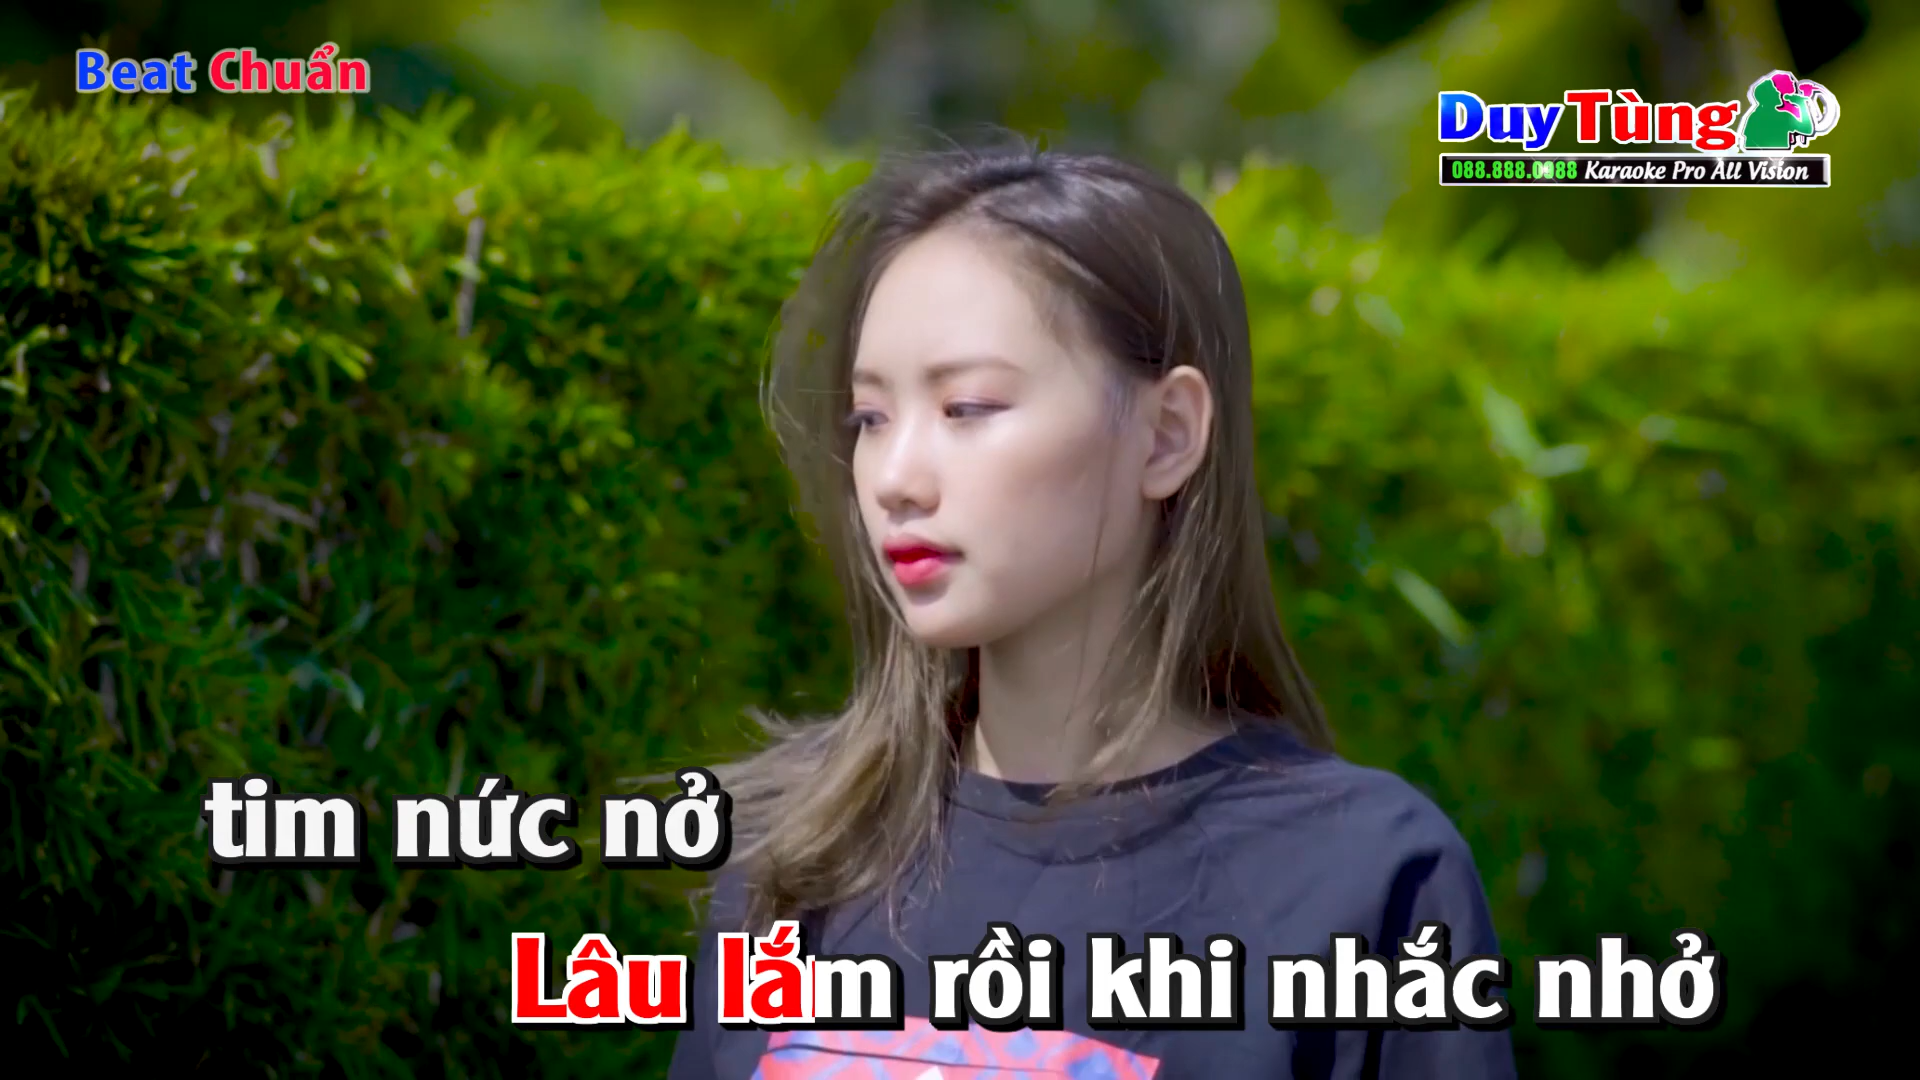 Beat Chuẩn
Duy Tùng
088.888.0988 Karaoke Pro All Vision
tim nức nở
Lâu lắm rồi khi nhắc nhở